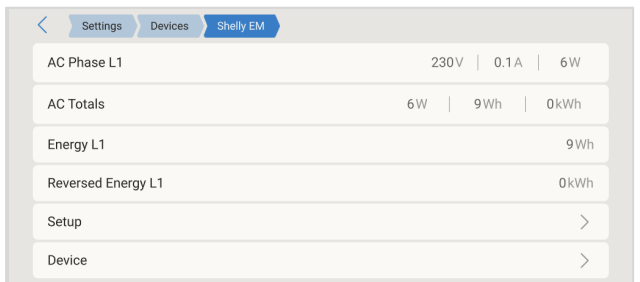 Settings Devices Shelly EM
AC Phase L1 230V 0.1A 6W
AC Totals 6W 9Wh 0kWh
Energy L1 9Wh
Reversed Energy L1 0kWh
Setup
Device